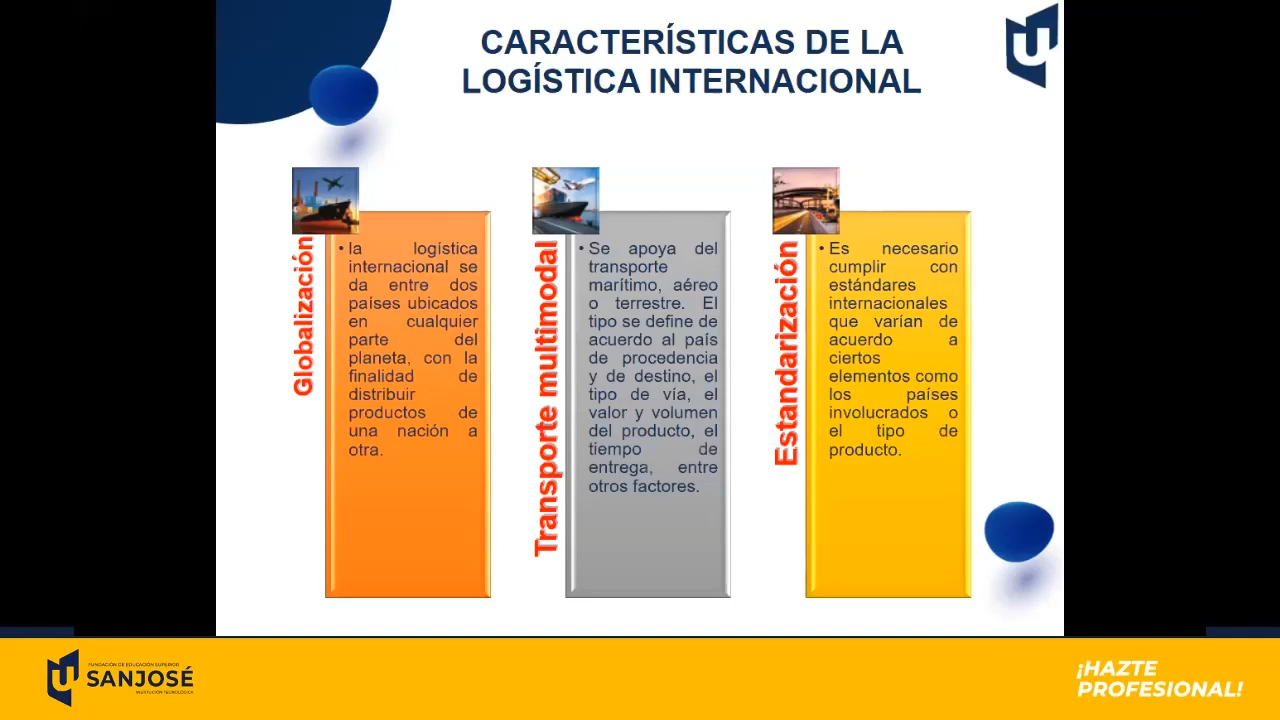 CARACTERÍSTICAS DE LA
LOGÍSTICA INTERNACIONAL
Globalización
• la logística
internacional se
da entre dos
países ubicados
en cualquier
parte del
planeta, con la
finalidad de
distribuir
productos de
una nación a
otra.
Transporte multimodal
• Se apoya del
transporte
marítimo, aéreo
o terrestre. El
tipo se define de
acuerdo al país
de procedencia
y de destino, el
tipo de vía, el
valor y volumen
del producto, el
tiempo de
entrega, entre
otros factores.
Estandarización
• Es necesario
cumplir con
estándares
internacionales
que varían de
acuerdo a
ciertos
elementos como
los países
involucrados o
el tipo de
producto.
FUNDACIÓN DE EDUCACIÓN SUPERIOR
SANJOSÉ
INSTITUCIÓN TECNOLÓGICA
¡HAZTE
PROFESIONAL!